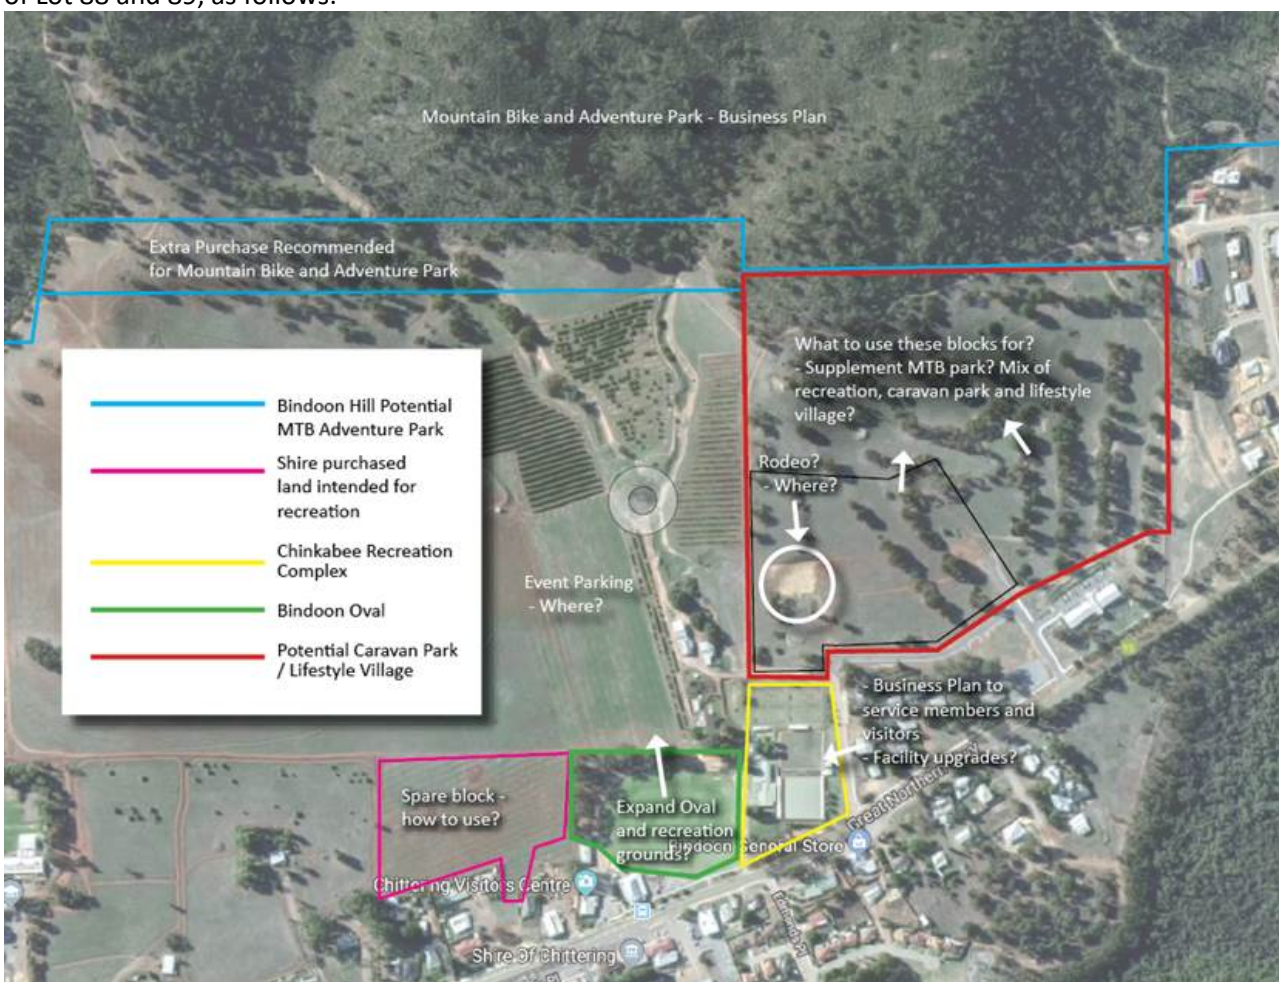 of Lot 88 and 89, as follows:
Mountain Bike and Adventure Park - Business Plan
Extra Purchase Recommended
for Mountain Bike and Adventure Park
What to use these blocks for?
- Supplement MTB park? Mix of
recreation, caravan park and lifestyle
village?
Bindoon Hill Potential
MTB Adventure Park
Shire purchased
land intended for
recreation
Chinkabee Recreation
Complex
Bindoon Oval
Potential Caravan Park
/ Lifestyle Village
Rodeo?
- Where?
Event Parking
- Where?
- Business Plan to
service members and
visitors
- Facility upgrades?
Great Northern
Spare block -
how to use?
Expand Oval
and recreation
grounds?
Bindoon General Store
Chittering Visitors Centre
Shire Of Chittering